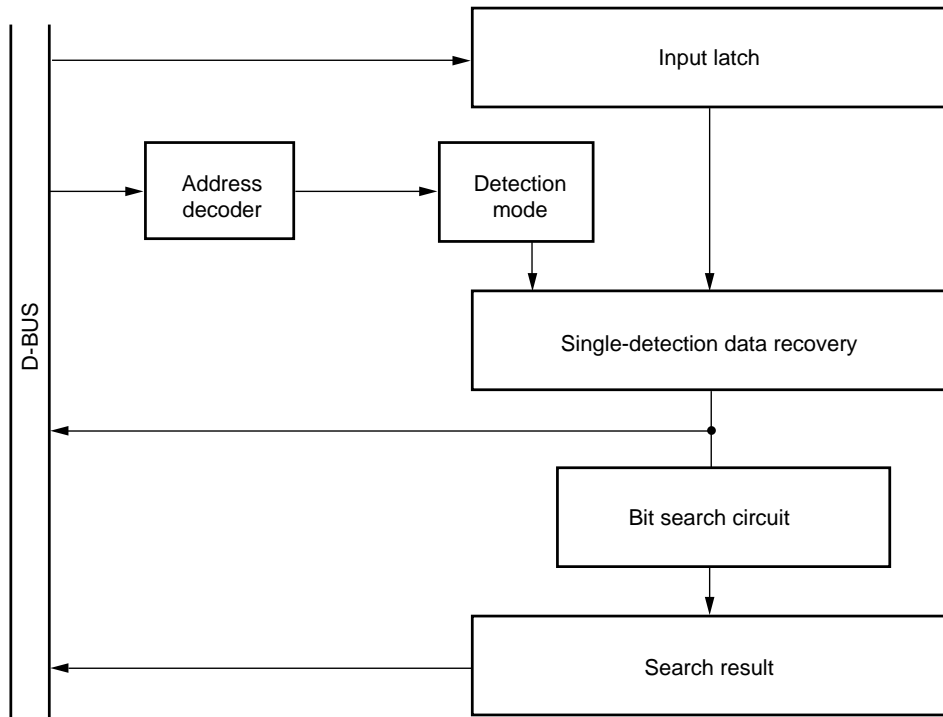 Input latch
Address
decoder
Detection
mode
D-BUS
Single-detection data recovery
Bit search circuit
Search result